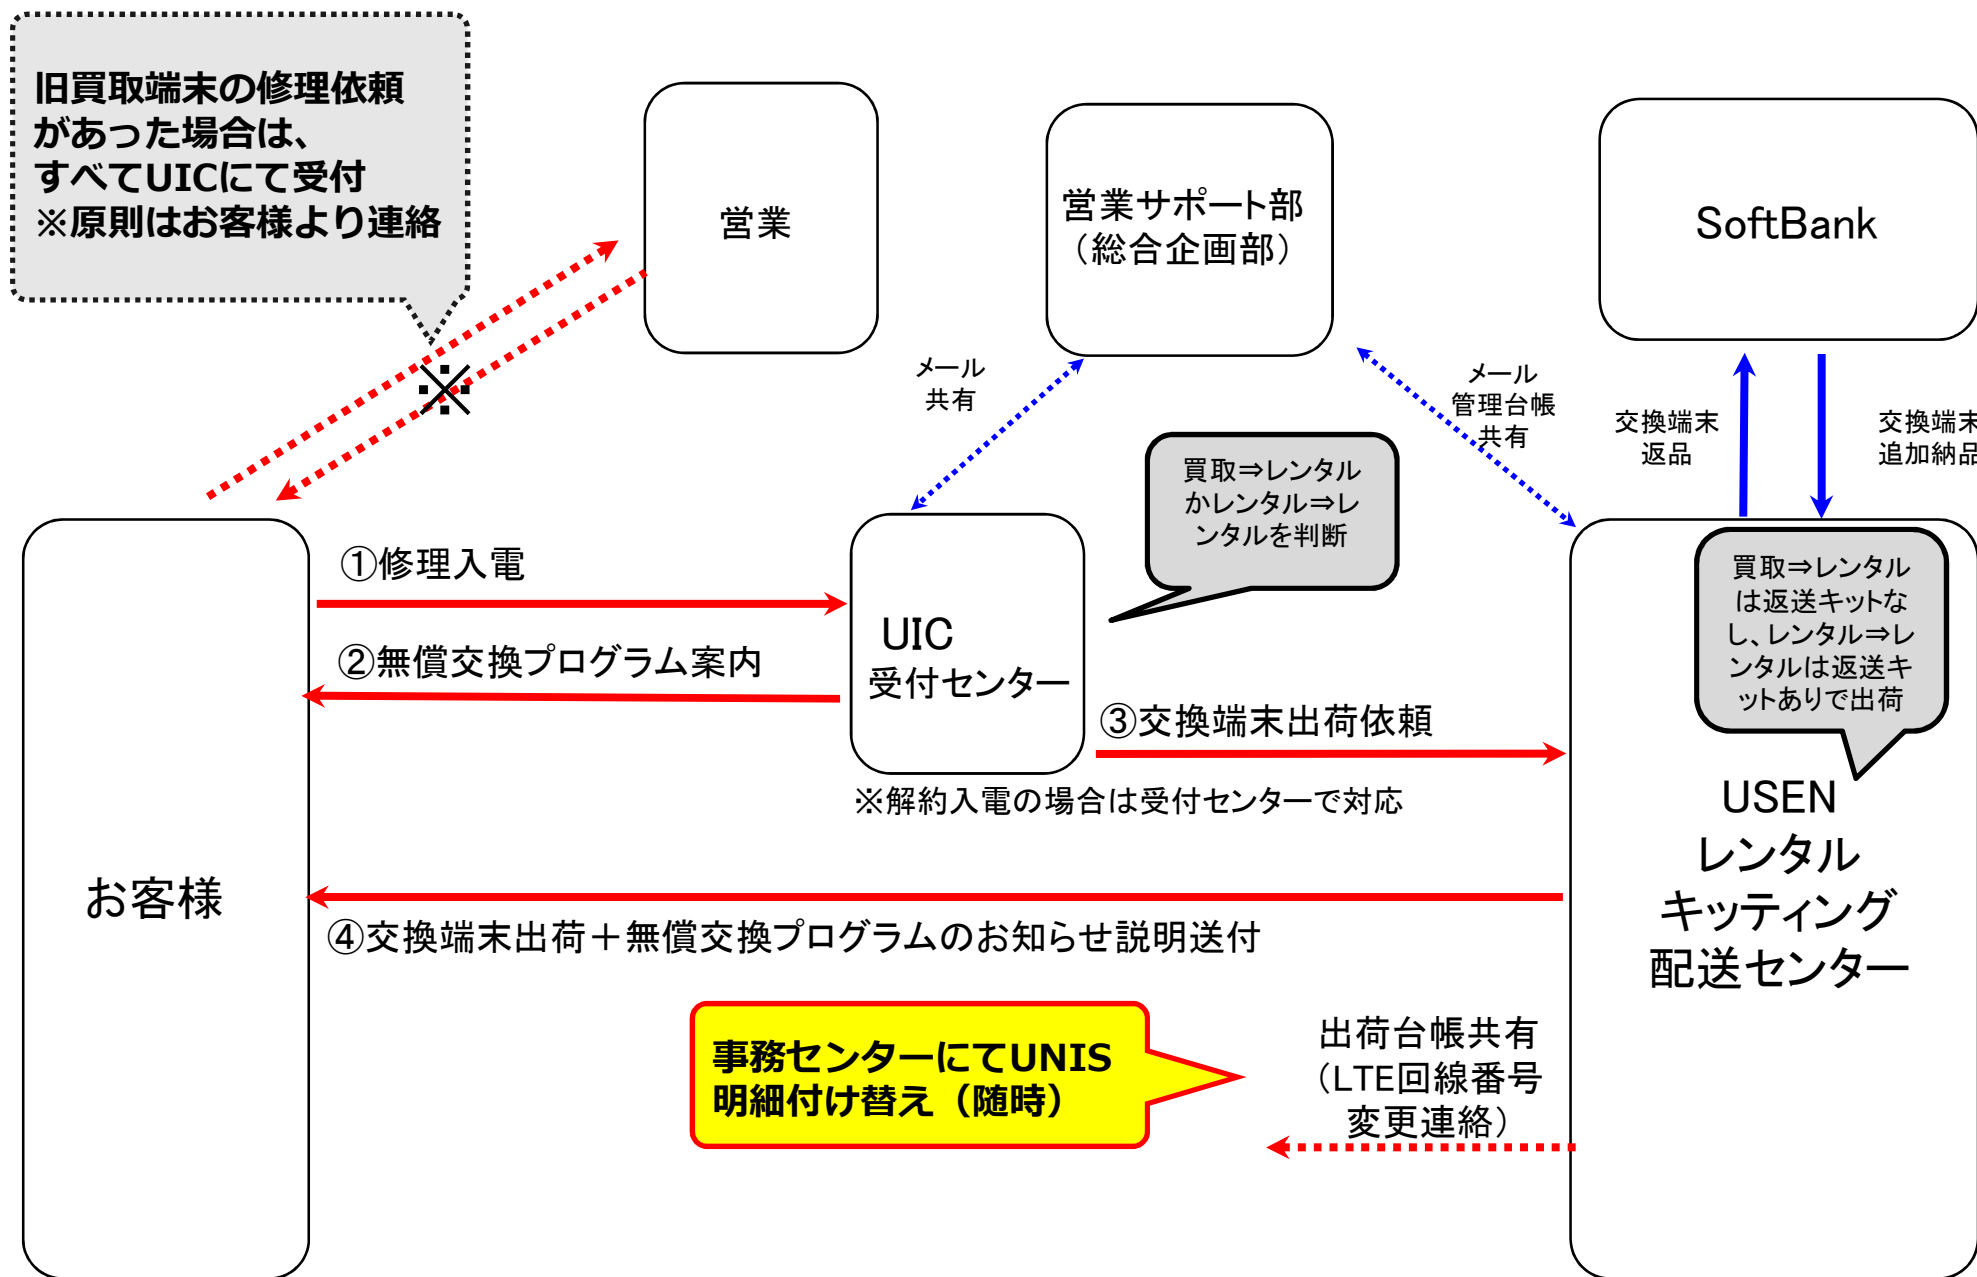 旧買取端末の修理依頼
があった場合は、
すべてUICにて受付
※原則はお客様より連絡
営業
営業サポート部
（総合企画部）
SoftBank
※
メール
共有
メール
管理台帳
共有
交換端末
返品
交換端末
追加納品
買取⇒レンタル
かレンタル⇒レ
ンタルを判断
買取⇒レンタル
は返送キットな
し、レンタル⇒レ
ンタルは返送キ
ットありで出荷
①修理入電
②無償交換プログラム案内
UIC
受付センター
③交換端末出荷依頼
※解約入電の場合は受付センターで対応
USEN
レンタル
キッティング
配送センター
お客様
④交換端末出荷＋無償交換プログラムのお知らせ説明送付
事務センターにてUNIS
明細付け替え（随時）
出荷台帳共有
（LTE回線番号
変更連絡）